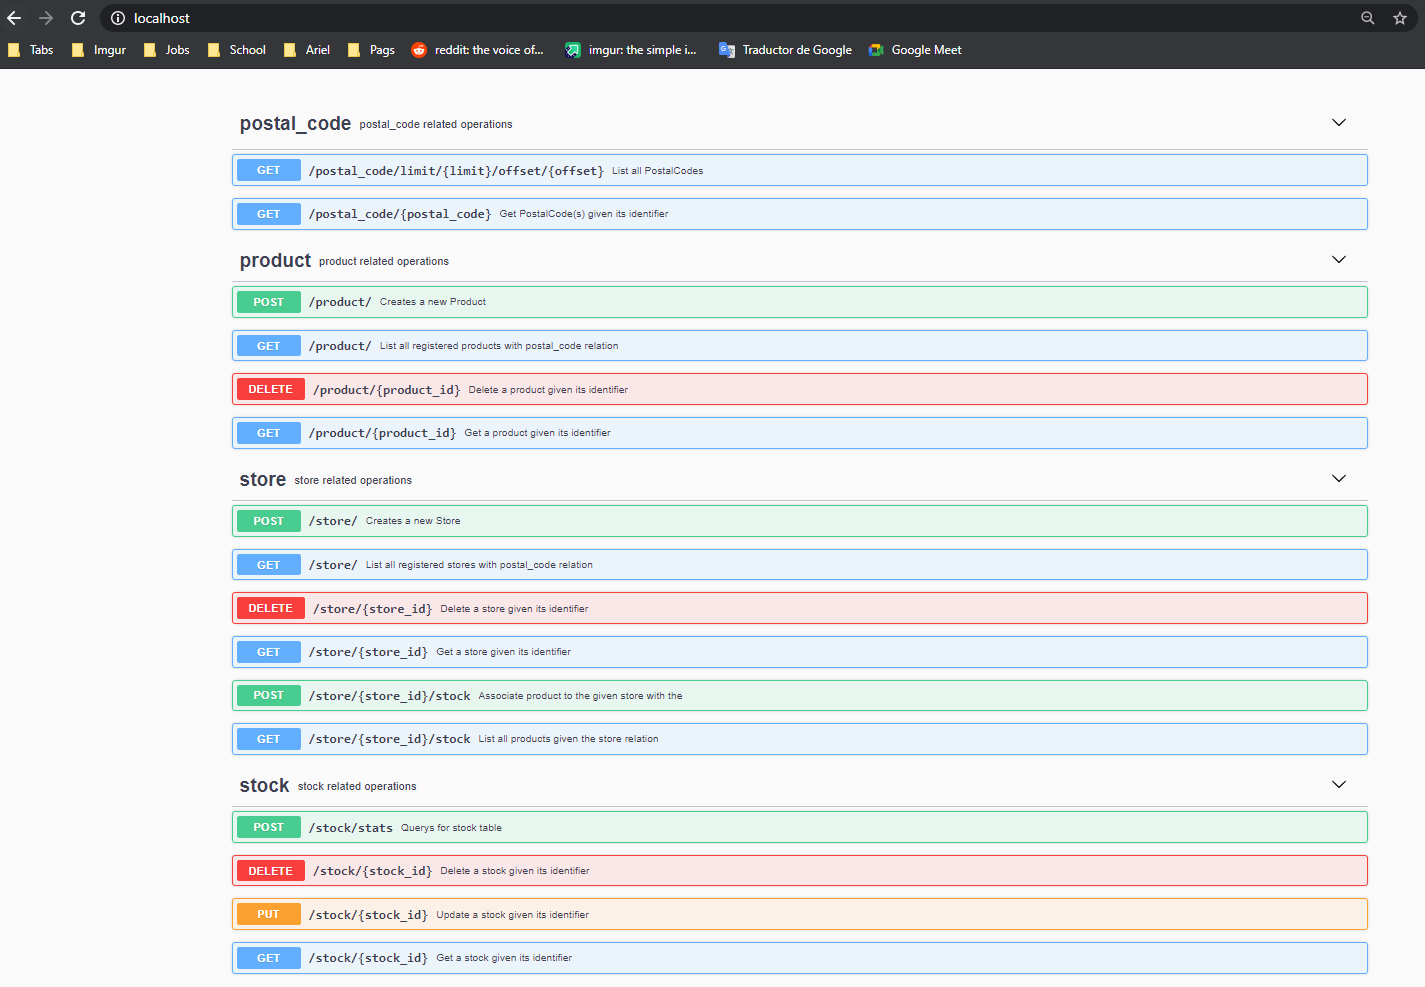 localhost
Tabs Imgur Jobs School Ariel Pags reddit: the voice of... imgur: the simple i... Traductor de Google Google Meet
postal_code postal_code related operations
GET /postal_code/limit/{limit}/offset/{offset} List all PostalCodes
GET /postal_code/{postal_code} Get PostalCode(s) given its identifier
product product related operations
POST /product/ Creates a new Product
GET /product/ List all registered products with postal_code relation
DELETE /product/{product_id} Delete a product given its identifier
GET /product/{product_id} Get a product given its identifier
store store related operations
POST /store/ Creates a new Store
GET /store/ List all registered stores with postal_code relation
DELETE /store/{store_id} Delete a store given its identifier
GET /store/{store_id} Get a store given its identifier
POST /store/{store_id}/stock Associate product to the given store with the
GET /store/{store_id}/stock List all products given the store relation
stock stock related operations
POST /stock/stats Querys for stock table
DELETE /stock/{stock_id} Delete a stock given its identifier
PUT /stock/{stock_id} Update a stock given its identifier
GET /stock/{stock_id} Get a stock given its identifier